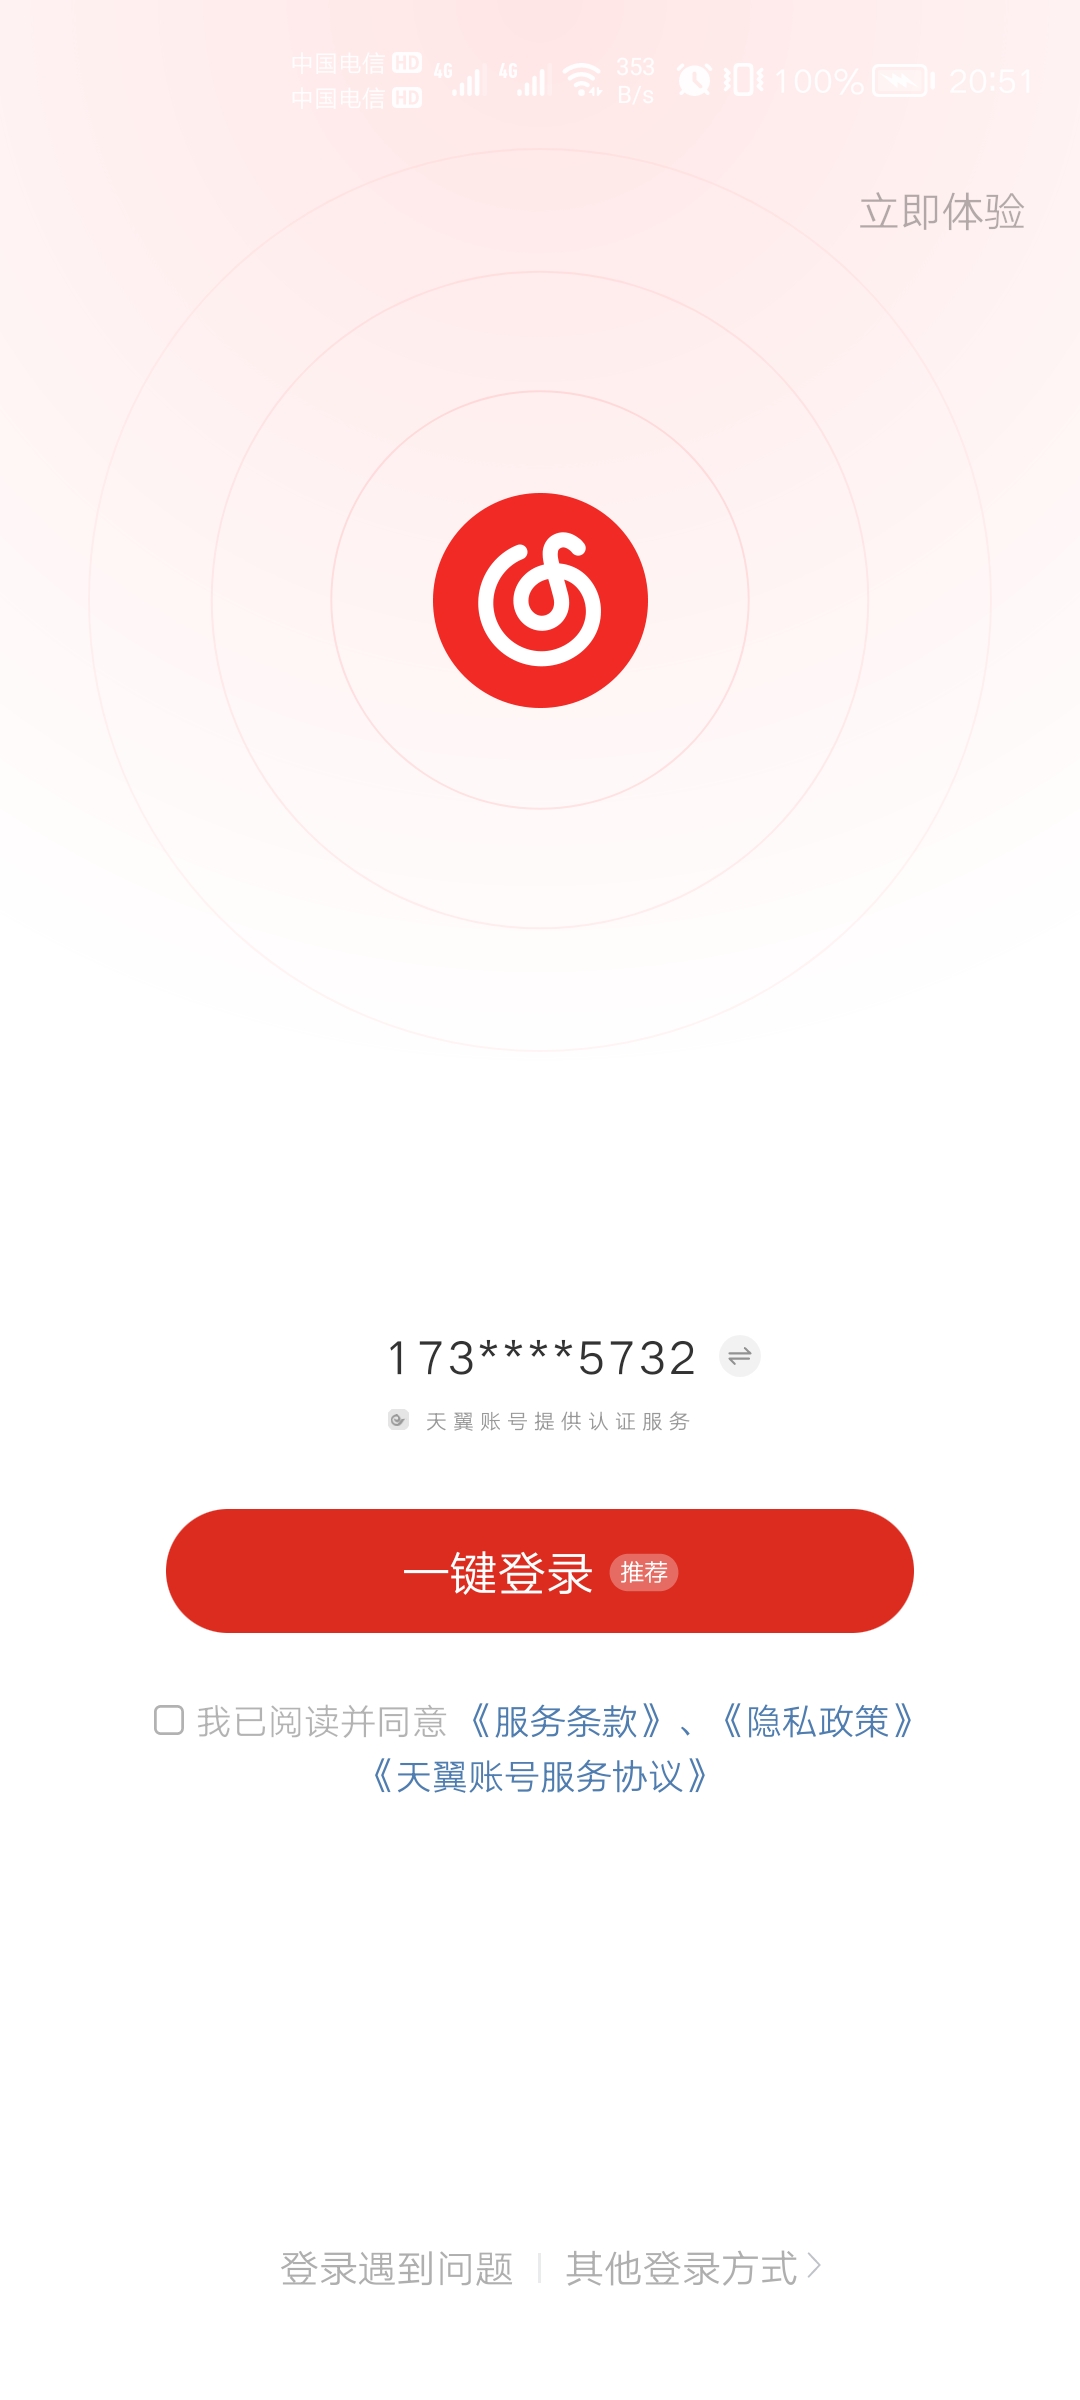 中国电信 HD 4G 4G 353 B/s 100% 20:51
中国电信 HD
立即体验
173****5732
天翼账号提供认证服务
一键登录 推荐
我已阅读并同意《服务条款》、《隐私政策》
《天翼账号服务协议》
登录遇到问题 | 其他登录方式